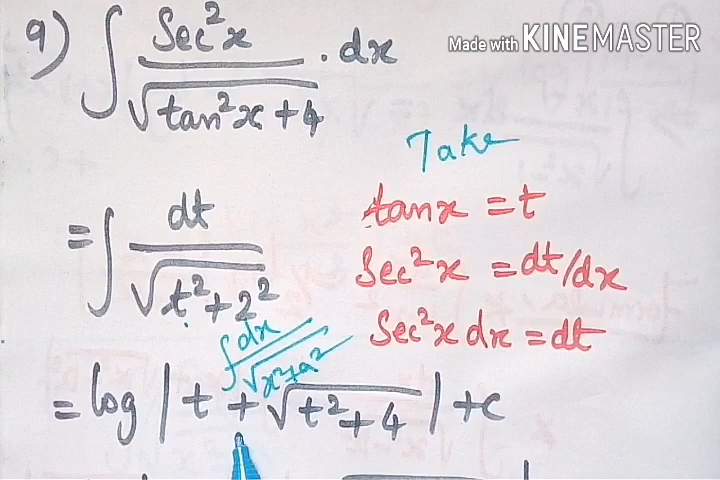 9) ∫ Sec²x / √(tan²x + 4) . dx
Made with KINEMASTER
Take
= ∫ dt / √(t² + 2²)
tanx = t
Sec²x = dt/dx
Sec²x dx = dt
∫ dx / √(x²+a²)
= log | t + √(t² + 4) | + c